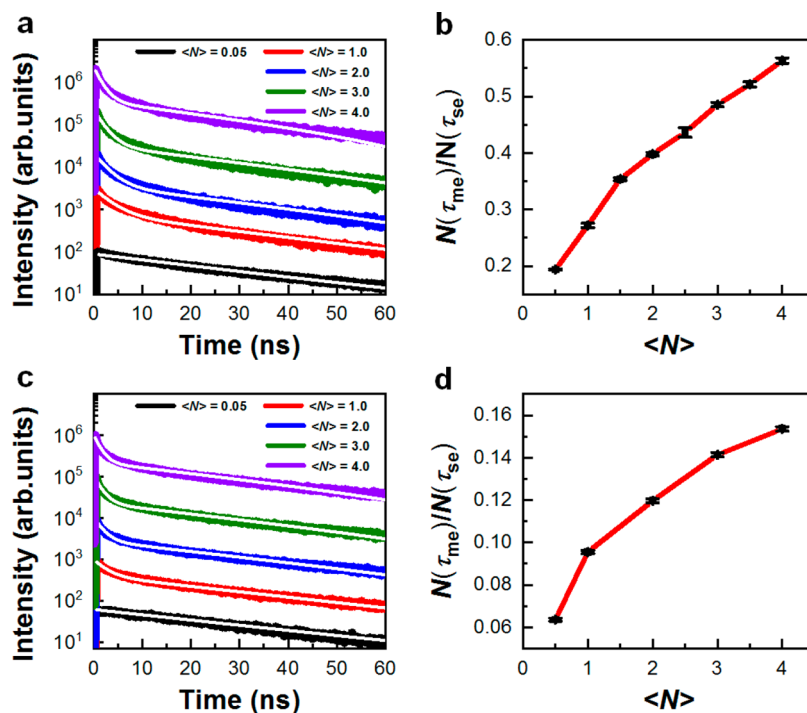 a
<N> = 0.05
<N> = 1.0
<N> = 2.0
<N> = 3.0
<N> = 4.0
10⁶
10⁵
10⁴
10³
10²
10¹
Intensity (arb.units)
0 10 20 30 40 50 60
Time (ns)
b
0.6
0.5
0.4
0.3
0.2
N(τme)/N(τse)
0 1 2 3 4
<N>
c
<N> = 0.05
<N> = 1.0
<N> = 2.0
<N> = 3.0
<N> = 4.0
10⁶
10⁵
10⁴
10³
10²
10¹
Intensity (arb.units)
0 10 20 30 40 50 60
Time (ns)
d
0.16
0.14
0.12
0.10
0.08
0.06
N(τme)/N(τse)
0 1 2 3 4
<N>